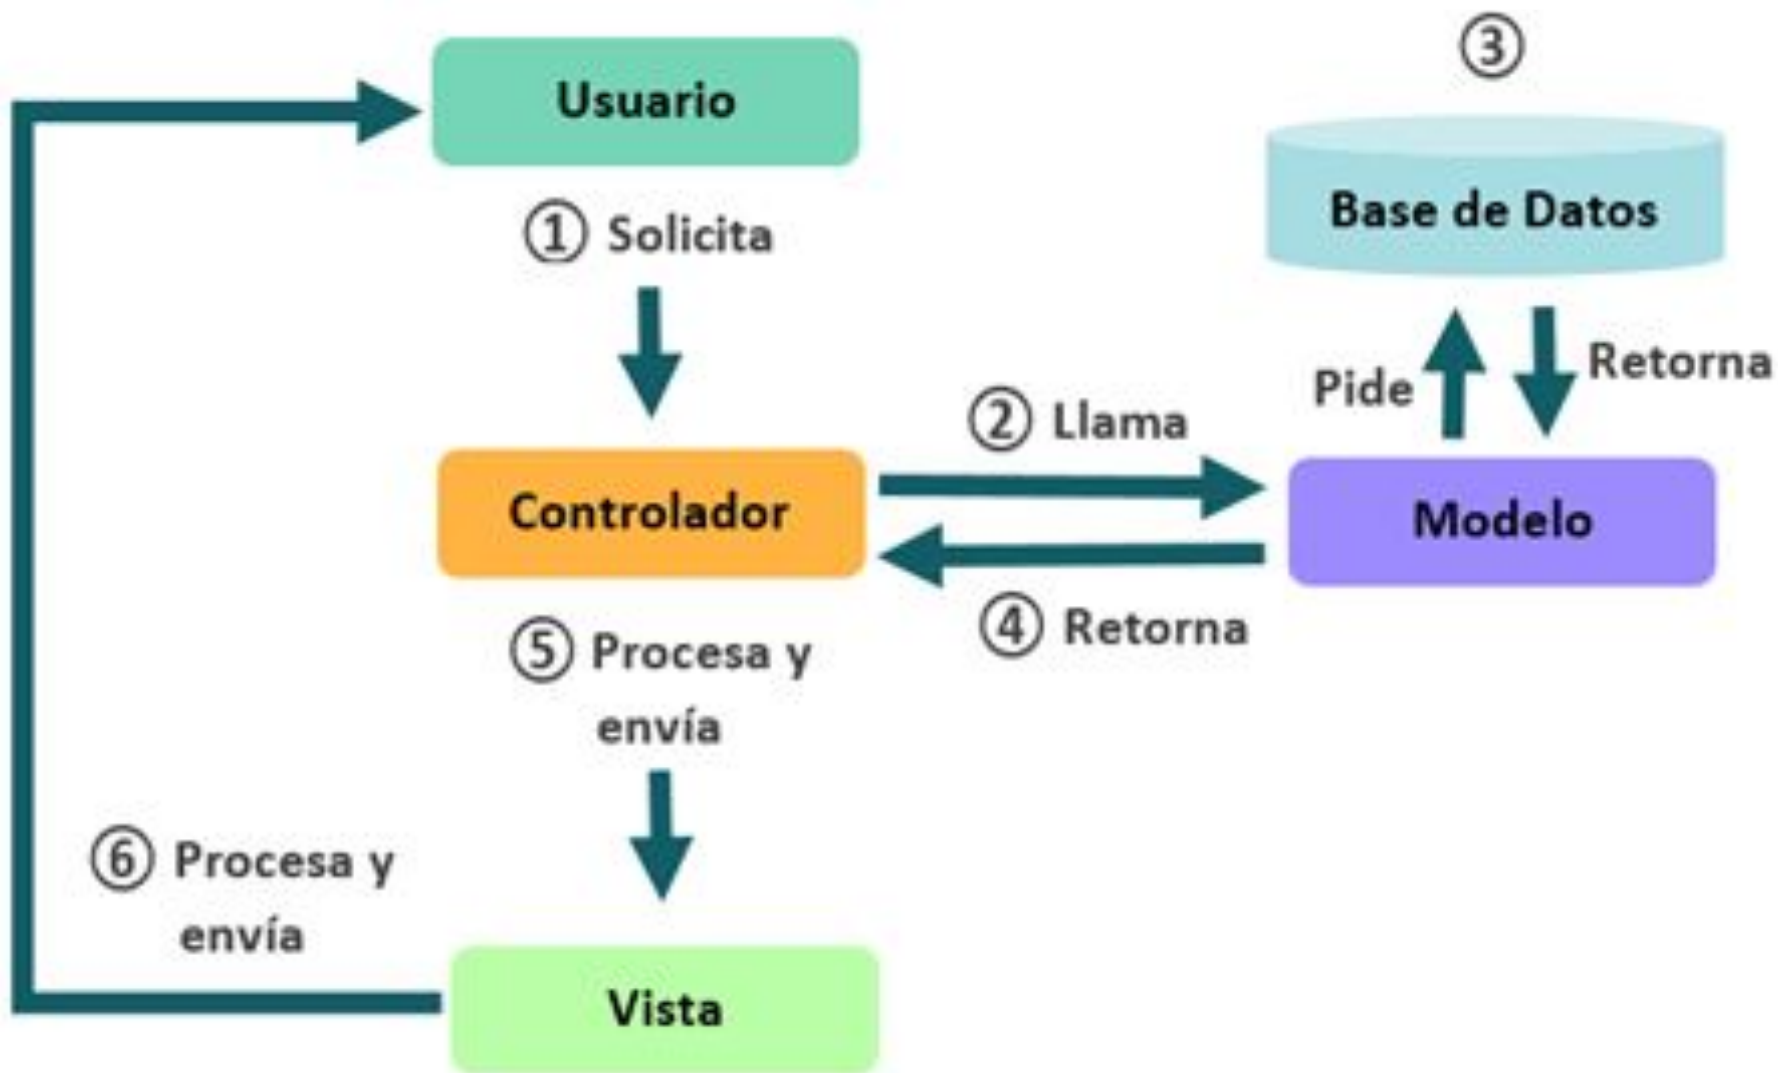 Usuario
① Solicita
③
Base de Datos
Pide
Retorna
② Llama
Controlador
Modelo
④ Retorna
⑤ Procesa y
envía
⑥ Procesa y
envía
Vista